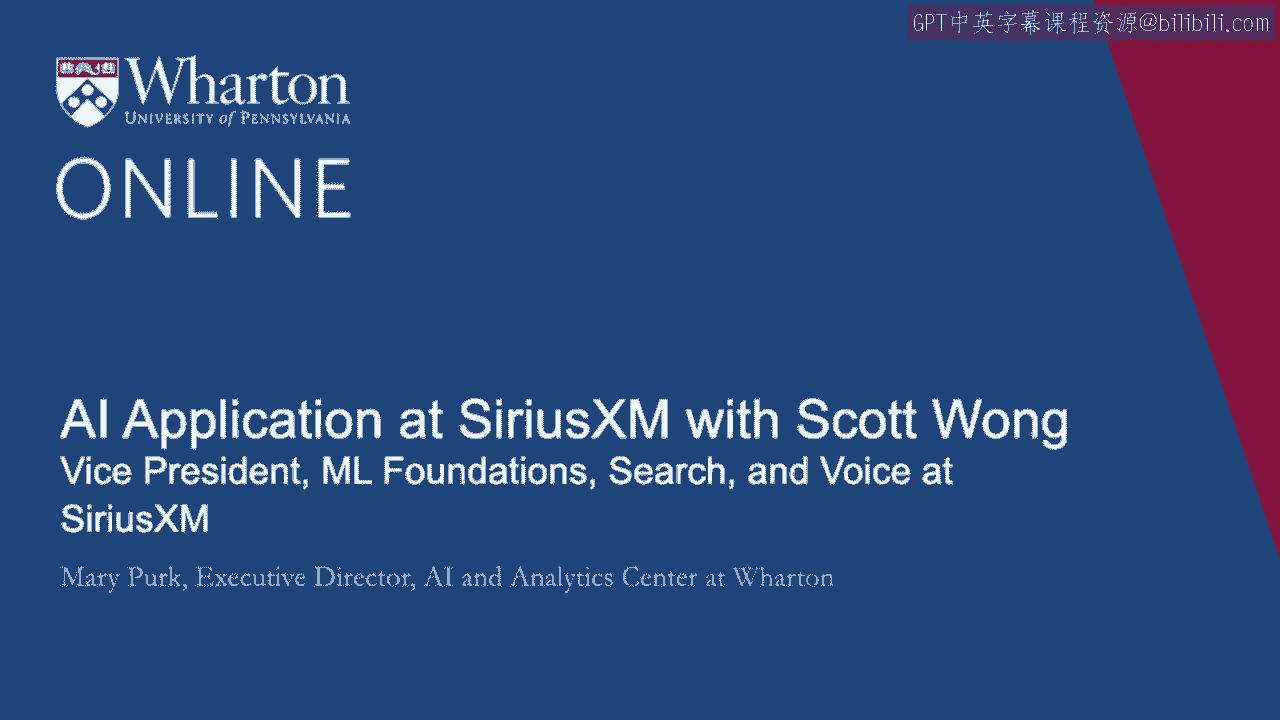 GPT中英字幕课程资源@bilibili.com
Wharton
UNIVERSITY of PENNSYLVANIA
ONLINE
AI Application at SiriusXM with Scott Wong
Vice President, ML Foundations, Search, and Voice at
SiriusXM
Mary Purk, Executive Director, AI and Analytics Center at Wharton